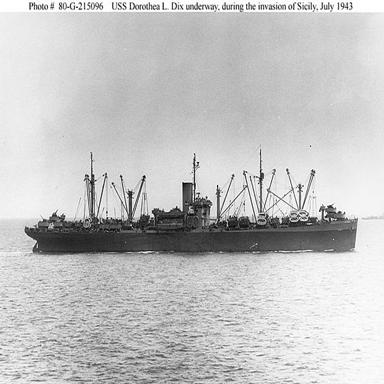 Photo # 80-G-215096 USS Dorothea L. Dix underway, during the invasion of Sicily, July 1943